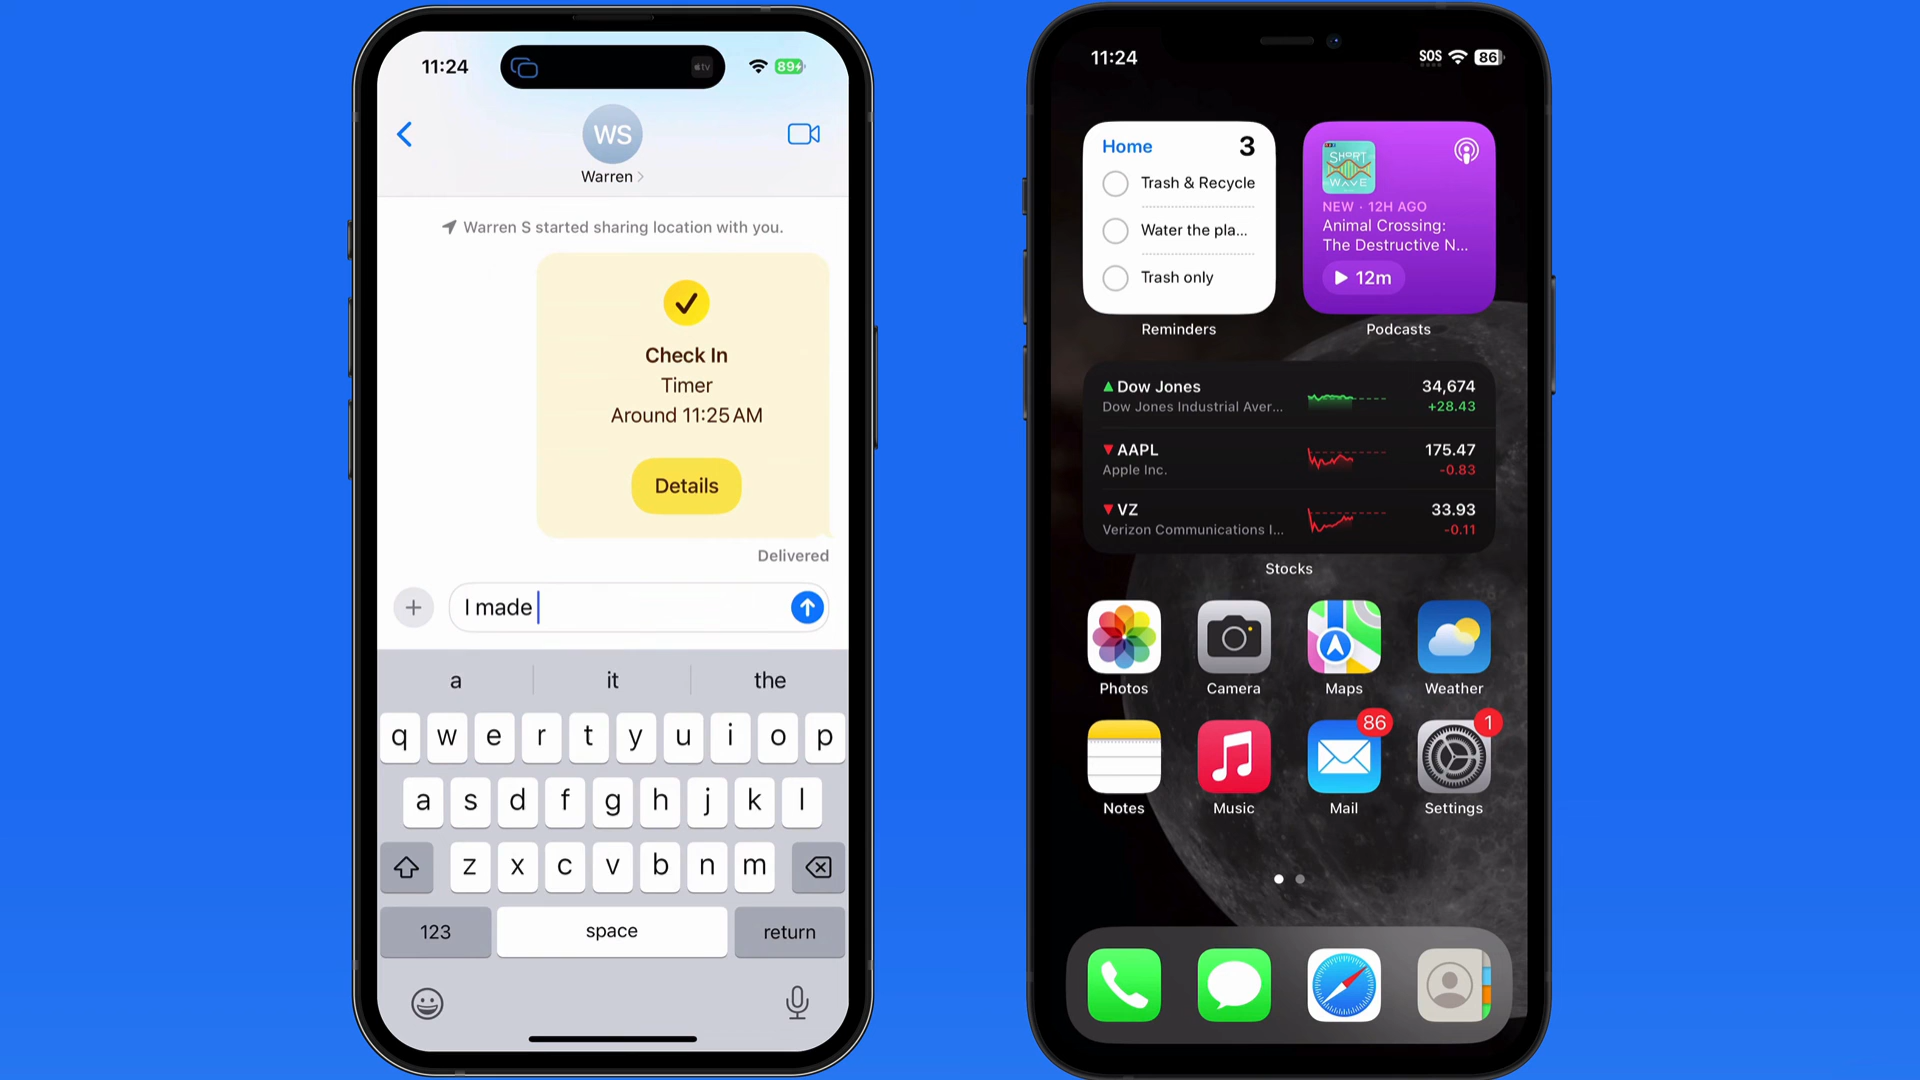 11:24
tv
89
WS
Warren
Warren S started sharing location with you.
Check In
Timer
Around 11:25 AM
Details
Delivered
I made
a it the
q w e r t y u i o p
a s d f g h j k l
z x c v b n m
123 space return
11:24
SOS 86
Home 3
Trash & Recycle
Water the pla...
Trash only
Reminders
SHORT
WAVE
NEW · 12H AGO
Animal Crossing:
The Destructive N...
12m
Podcasts
Dow Jones 34,674
Dow Jones Industrial Aver... +28.43
AAPL 175.47
Apple Inc. -0.83
VZ 33.93
Verizon Communications I... -0.11
Stocks
Photos Camera Maps Weather
86 1
Notes Music Mail Settings